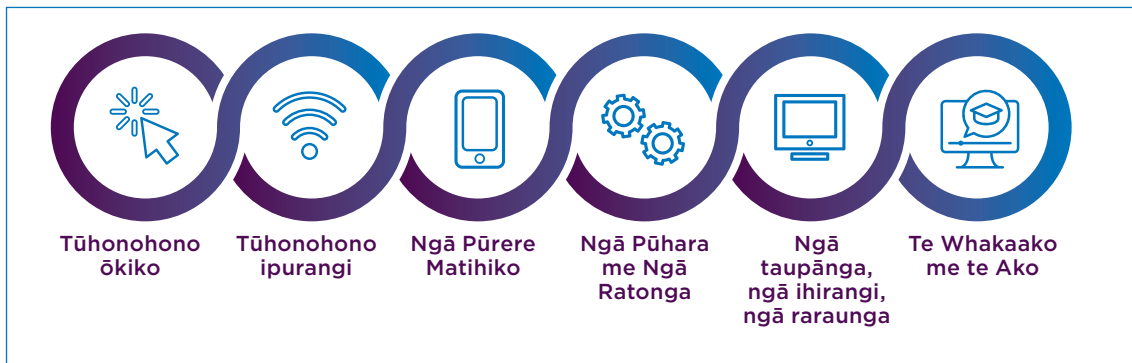 Tūhonohono
ōkiko
Tūhonohono
ipurangi
Ngā Pūrere
Matihiko
Ngā Pūhara
me Ngā
Ratonga
Ngā
taupānga,
ngā ihirangi,
ngā raraunga
Te Whakaako
me te Ako